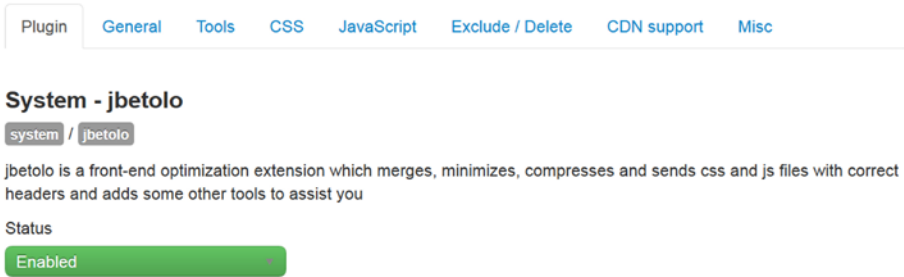 Plugin General Tools CSS JavaScript Exclude / Delete CDN support Misc
System - jbetolo
system / jbetolo
jbetolo is a front-end optimization extension which merges, minimizes, compresses and sends css and js files with correct
headers and adds some other tools to assist you
Status
Enabled